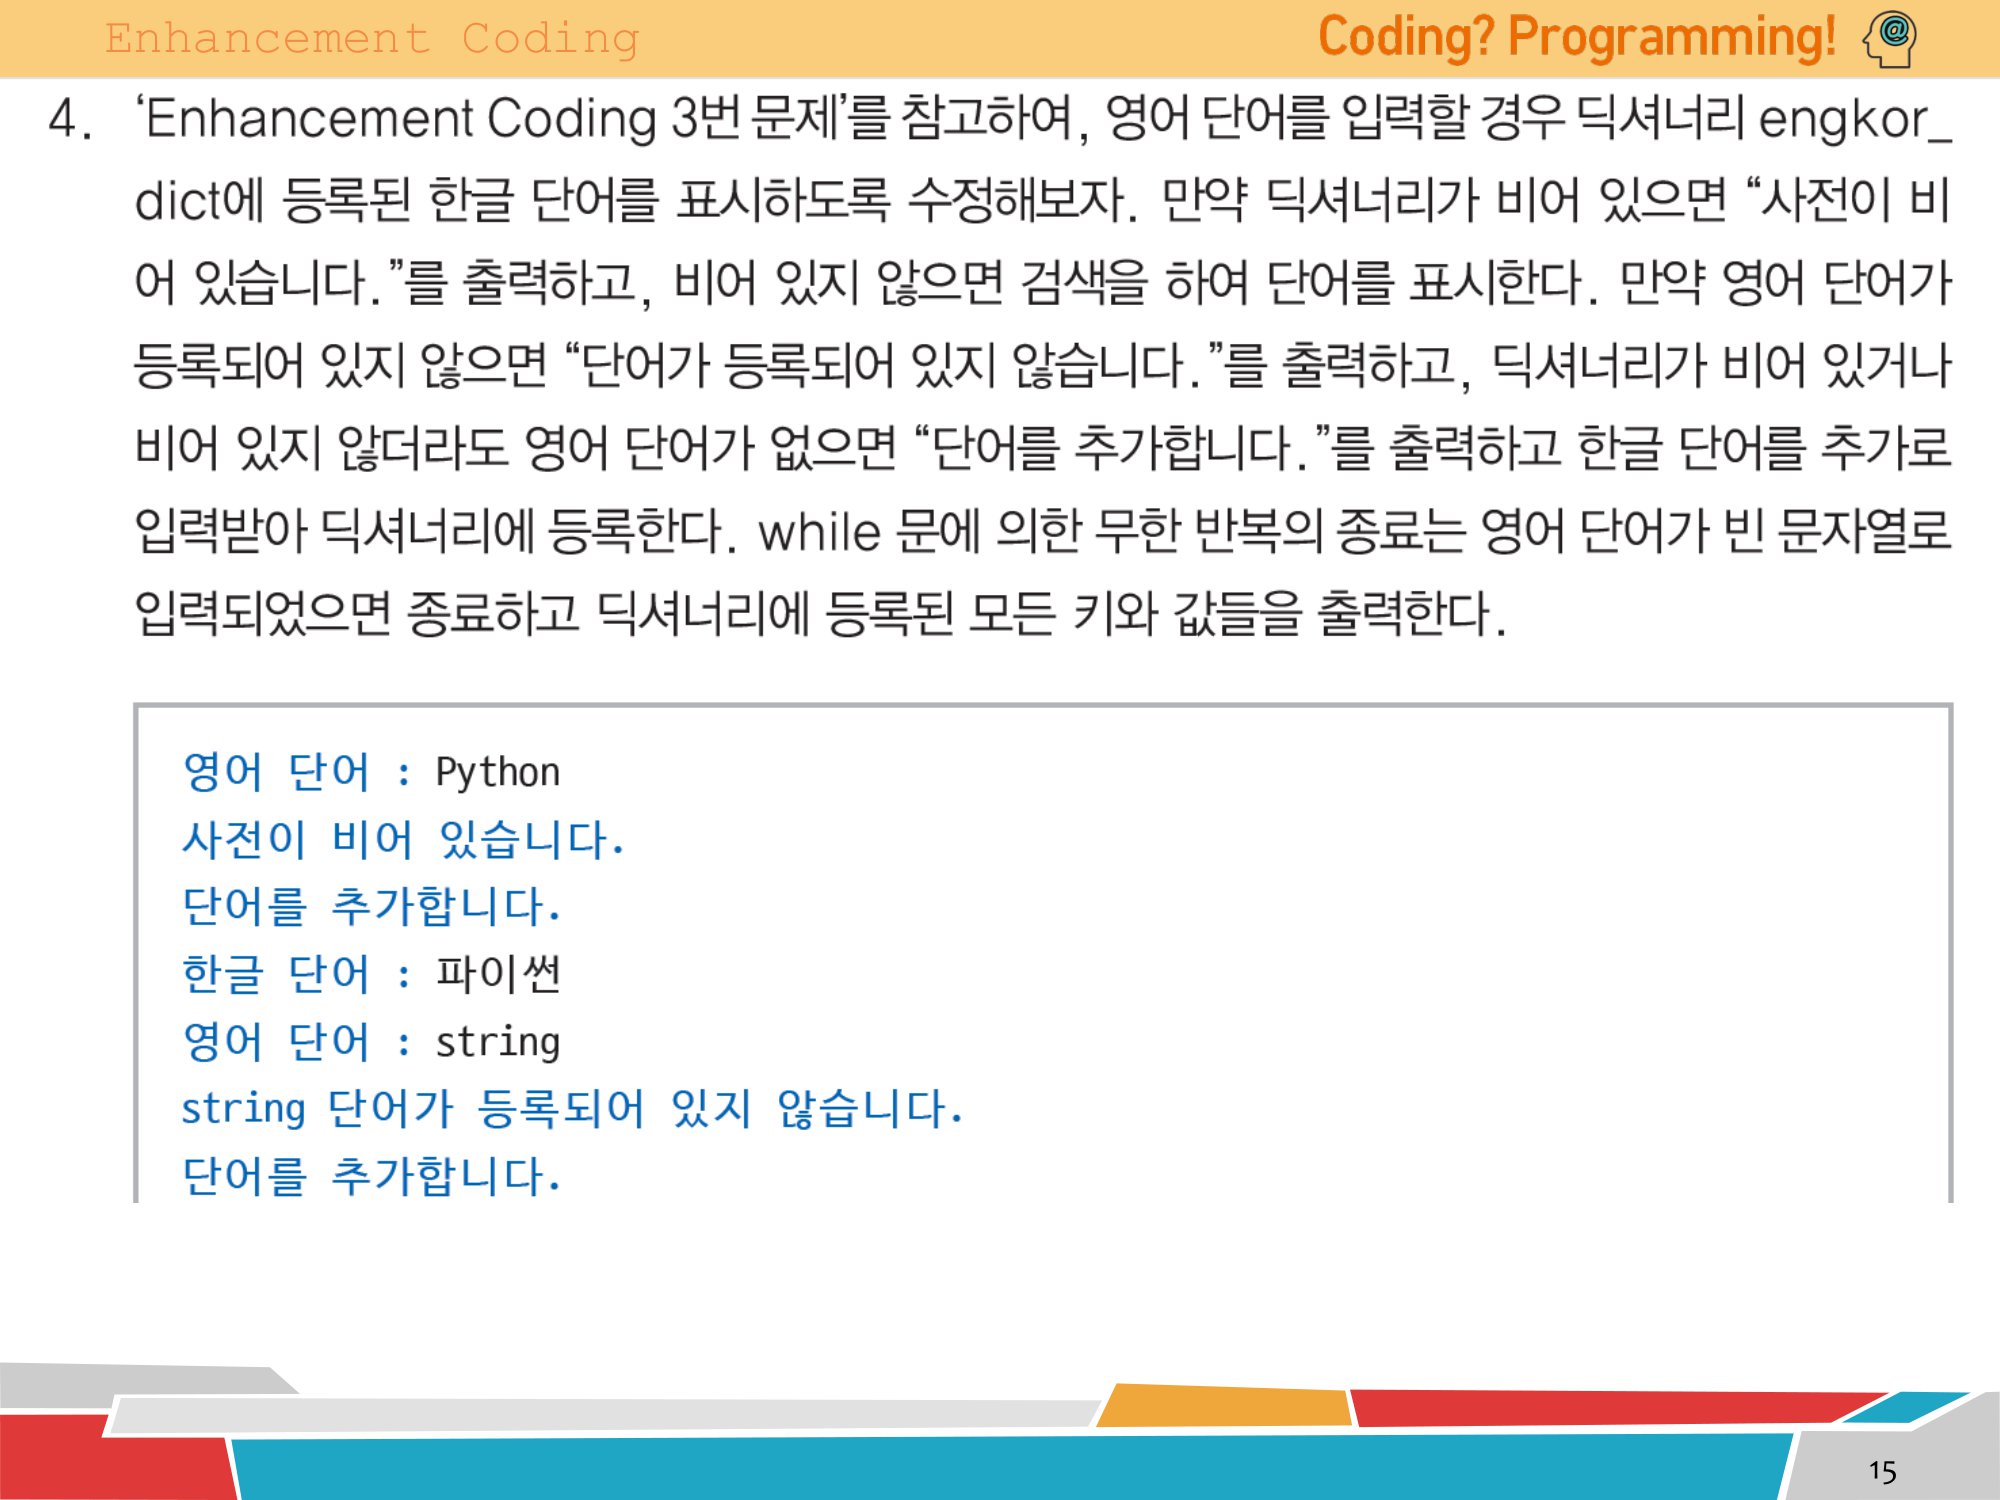 Enhancement Coding
Coding? Programming!
@
4. ‘Enhancement Coding 3번 문제’를 참고하여, 영어 단어를 입력할 경우 딕셔너리 engkor_
dict에 등록된 한글 단어를 표시하도록 수정해보자. 만약 딕셔너리가 비어 있으면 “사전이 비
어 있습니다.”를 출력하고, 비어 있지 않으면 검색을 하여 단어를 표시한다. 만약 영어 단어가
등록되어 있지 않으면 “단어가 등록되어 있지 않습니다.”를 출력하고, 딕셔너리가 비어 있거나
비어 있지 않더라도 영어 단어가 없으면 “단어를 추가합니다.”를 출력하고 한글 단어를 추가로
입력받아 딕셔너리에 등록한다. while 문에 의한 무한 반복의 종료는 영어 단어가 빈 문자열로
입력되었으면 종료하고 딕셔너리에 등록된 모든 키와 값들을 출력한다.
영어 단어 : Python
사전이 비어 있습니다.
단어를 추가합니다.
한글 단어 : 파이썬
영어 단어 : string
string 단어가 등록되어 있지 않습니다.
단어를 추가합니다.
15